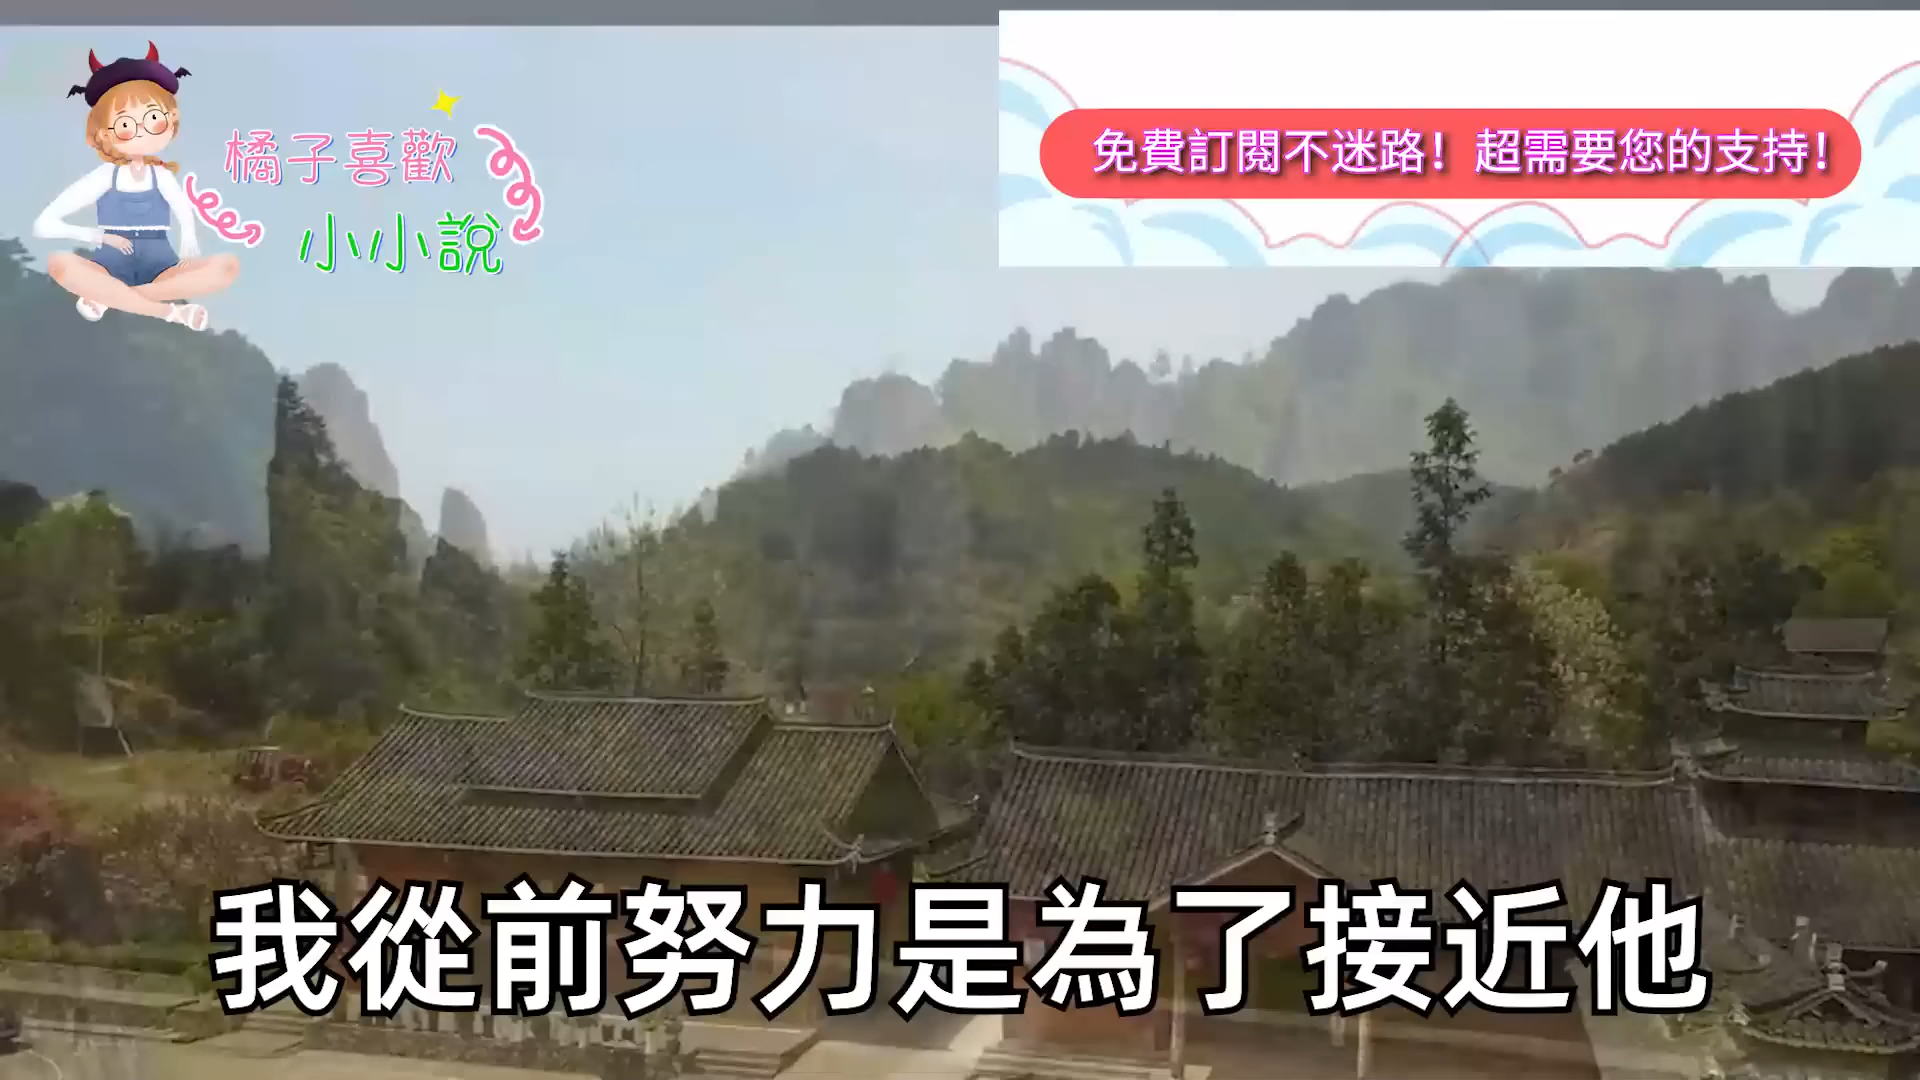 橘子喜歡
小小說
免費訂閱不迷路！超需要您的支持！
我從前努力是為了接近他